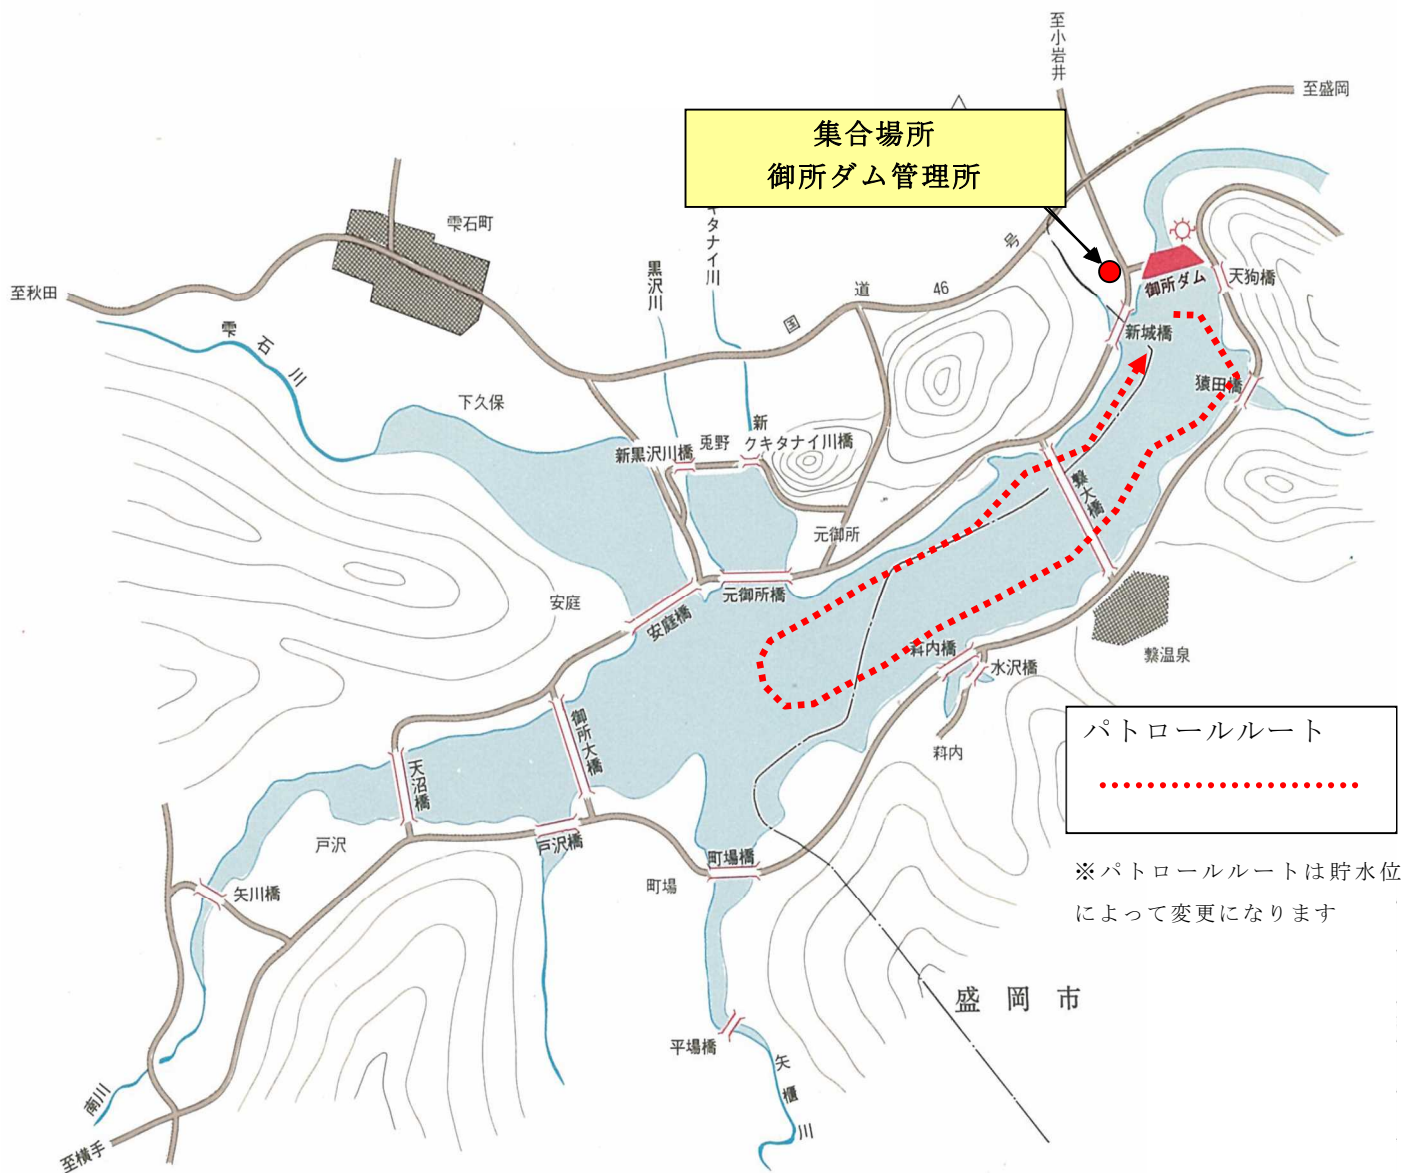 至小岩井
至盛岡
集合場所
御所ダム管理所
キタナイ川
黒沢川
雫石町
至秋田
雫石川
国道46号
御所ダム
天狗橋
新城橋
猿田橋
下久保
新黒沢川橋
兎野
新クキタナイ川橋
繋大橋
元御所
元御所橋
安庭
安庭橋
繋温泉
水沢橋
御所大橋
天沼橋
戸沢
戸沢橋
町場橋
町場
矢川橋
平場橋
矢櫃川
南川
至横手
盛岡市
パトロールルート
※パトロールルートは貯水位
によって変更になります